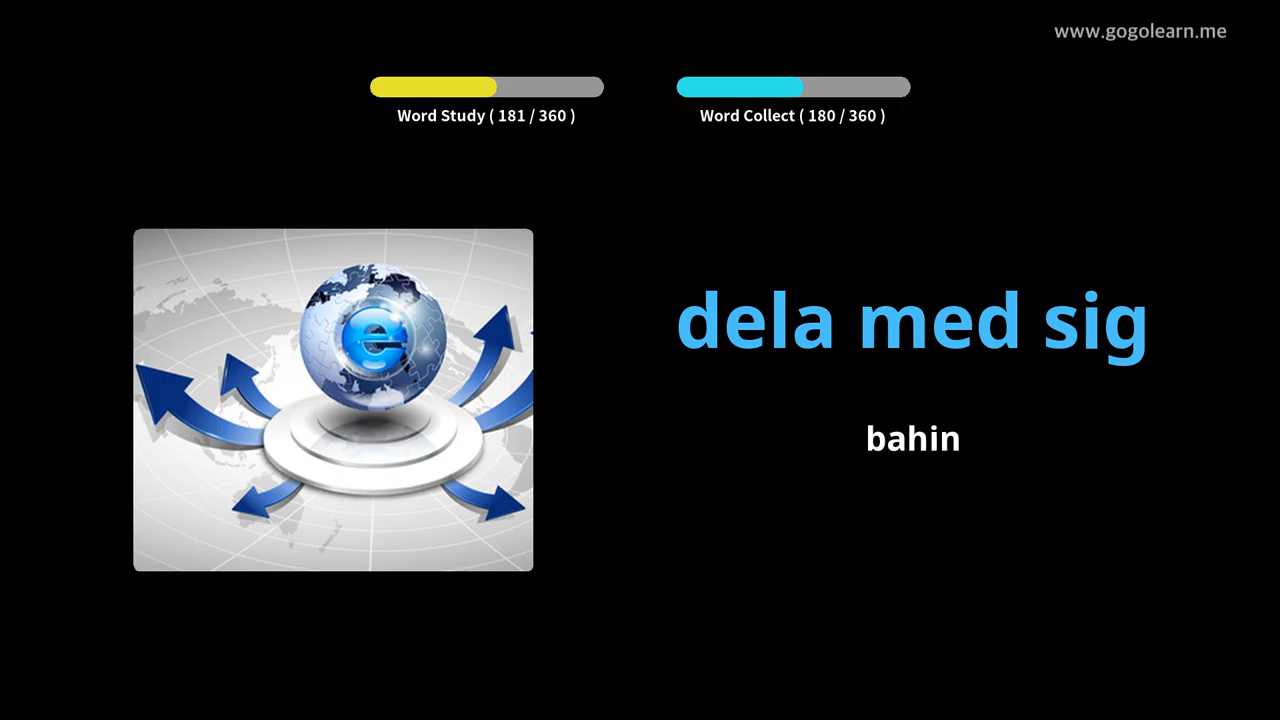 www.gogolearn.me
Word Study ( 181 / 360 )
Word Collect ( 180 / 360 )
e
dela med sig
bahin